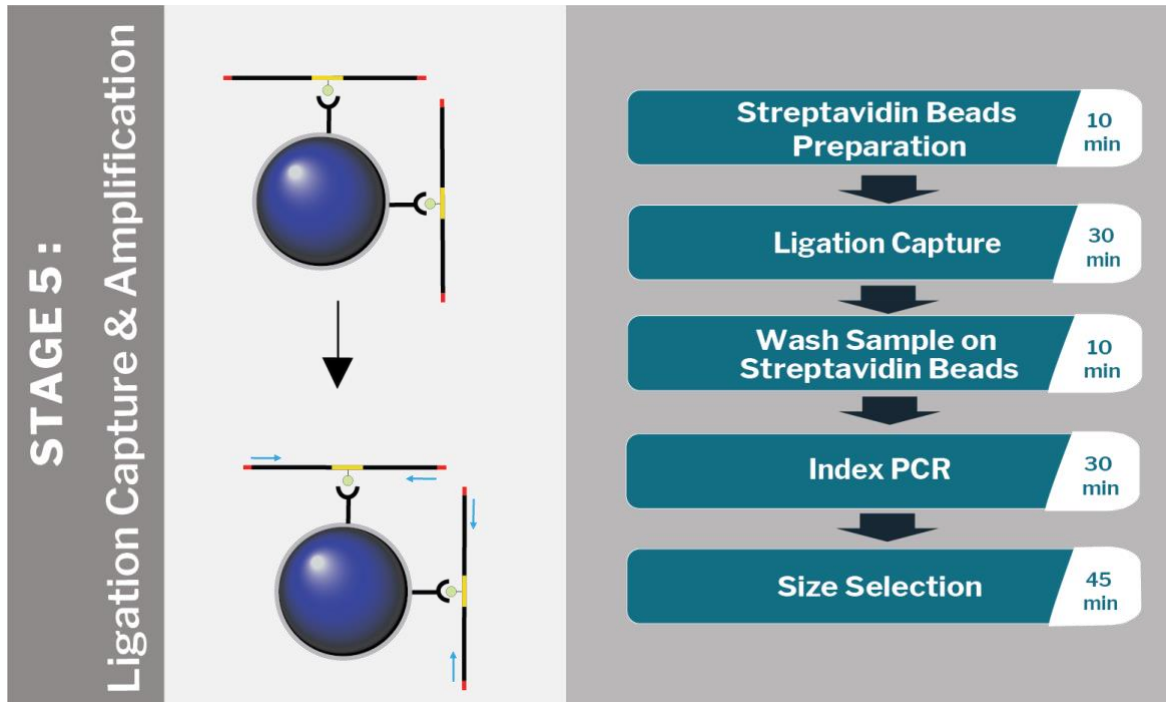 STAGE 5 :
Ligation Capture & Amplification
Streptavidin Beads
Preparation
10
min
Ligation Capture
30
min
Wash Sample on
Streptavidin Beads
10
min
Index PCR
30
min
Size Selection
45
min